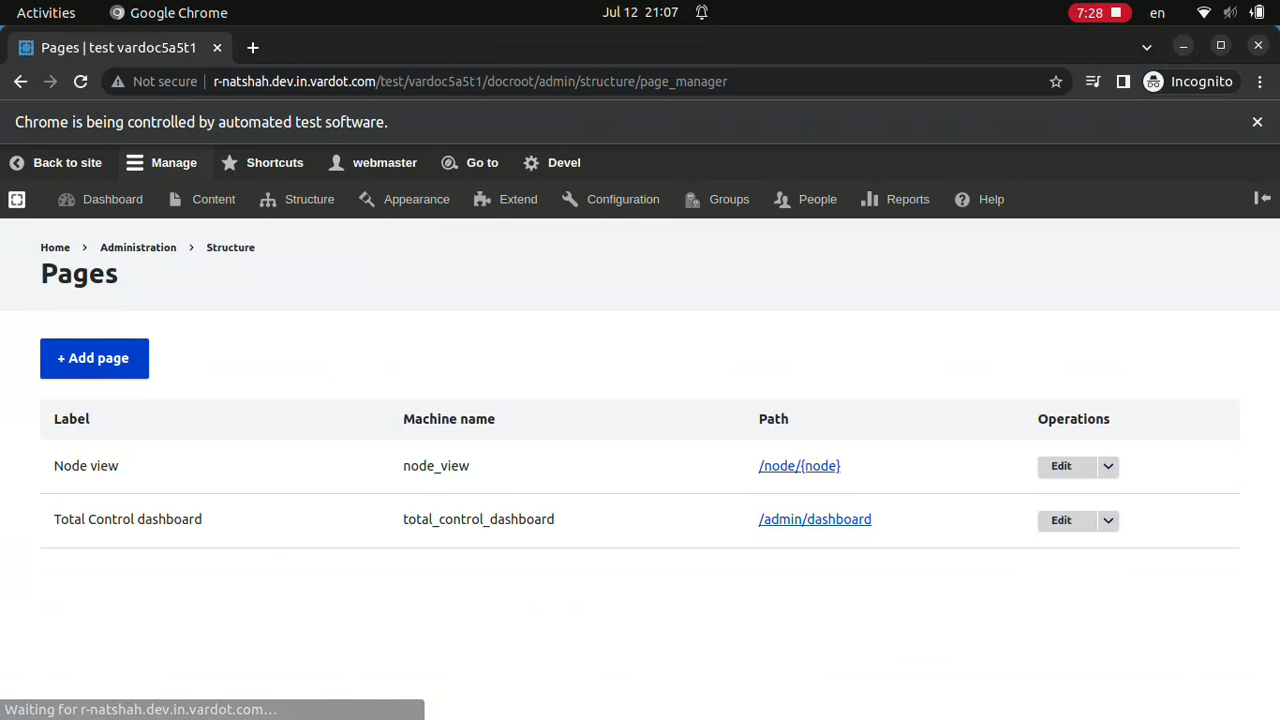 Activities Google Chrome Jul 12 21:07 7:28 en
Pages | test vardoc5a5t1
Not secure r-natshah.dev.in.vardot.com/test/vardoc5a5t1/docroot/admin/structure/page_manager Incognito
Chrome is being controlled by automated test software.
Back to site Manage Shortcuts webmaster Go to Devel
Dashboard Content Structure Appearance Extend Configuration Groups People Reports Help
Home Administration Structure
Pages
+ Add page
Label Machine name Path Operations
Node view node_view /node/{node} Edit
Total Control dashboard total_control_dashboard /admin/dashboard Edit
Waiting for r-natshah.dev.in.vardot.com...